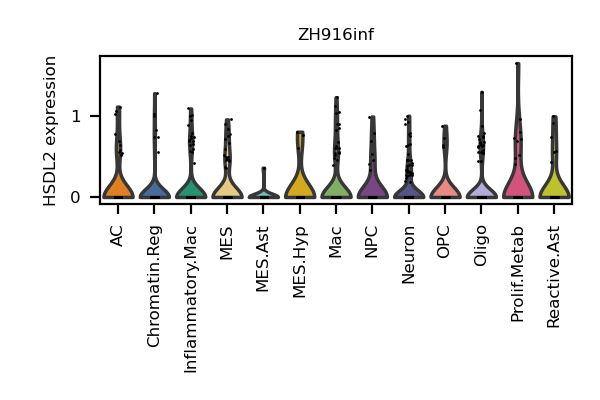 ZH916inf
HSDL2 expression
1
0
AC
Chromatin.Reg
Inflammatory.Mac
MES
MES.Ast
MES.Hyp
Mac
NPC
Neuron
OPC
Oligo
Prolif.Metab
Reactive.Ast